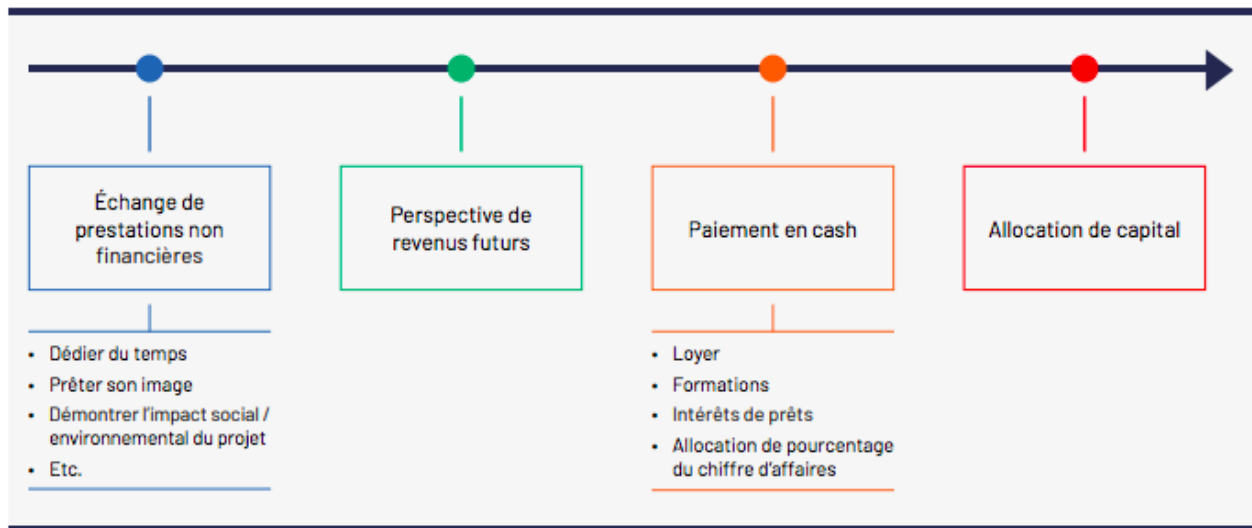 Échange de
prestations non
financières
Perspective de
revenus futurs
Paiement en cash
Allocation de capital
• Dédier du temps
• Prêter son image
• Démontrer l'impact social /
environnemental du projet
• Etc.
• Loyer
• Formations
• Intérêts de prêts
• Allocation de pourcentage
du chiffre d'affaires